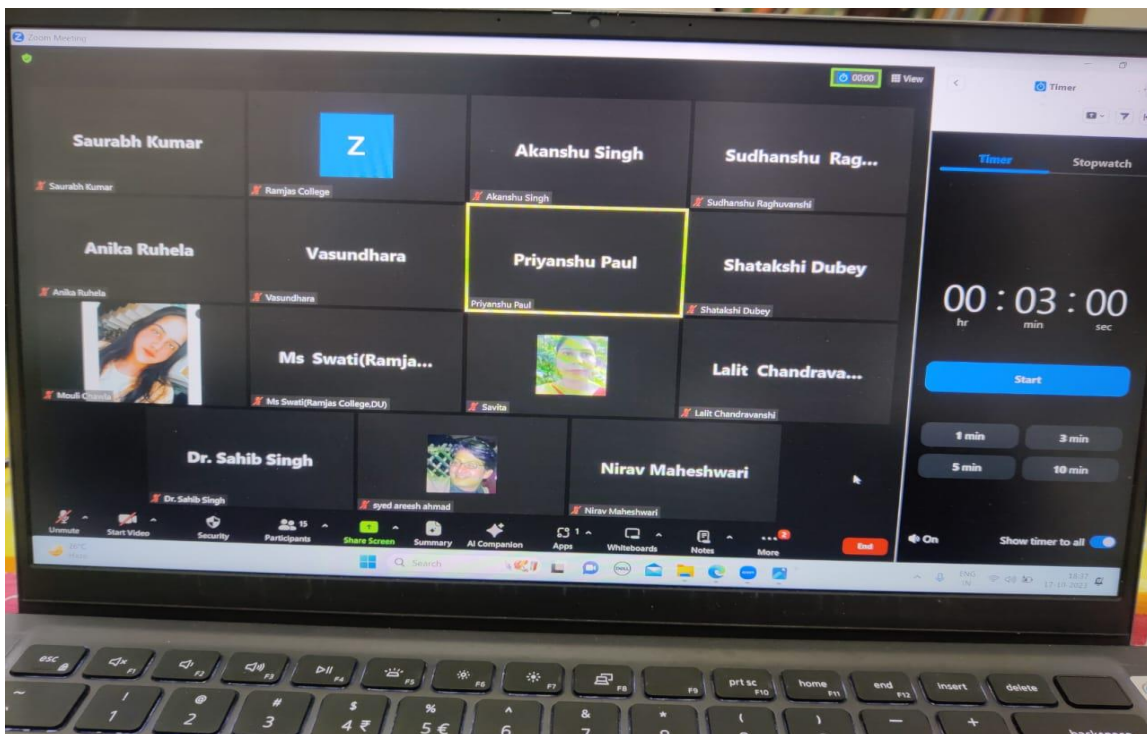 Zoom Meeting
00:00 View
Timer
Saurabh Kumar
Saurabh Kumar
Z
Ramjas College
Akanshu Singh
Akanshu Singh
Sudhanshu Rag...
Sudhanshu Raghuvanshi
Timer Stopwatch
Anika Ruhela
Anika Ruhela
Vasundhara
Vasundhara
Priyanshu Paul
Priyanshu Paul
Shatakshi Dubey
Shatakshi Dubey
00 : 03 : 00
hr min sec
Mouli Chawla
Ms Swati(Ramja...
Ms Swati(Ramjas College,DU)
Savita
Lalit Chandrava...
Lalit Chandravanshi
Start
1 min 3 min
5 min 10 min
Dr. Sahib Singh
Dr. Sahib Singh
syed areesh ahmad
Nirav Maheshwari
Nirav Maheshwari
Unmute Start Video Security Participants 15 Share Screen Summary AI Companion Apps 1 Whiteboards Notes More 2 End
On Show timer to all
Search
DELL
ENG
IN
esc F1 F2 F3 F4 F5 F6 F7 F8 F9 prt sc F10 home F11 end F12 insert delete
~ ! @ # $ % ^ & * ( ) — +
1 2 3 4 ₹ 5 € 6 7